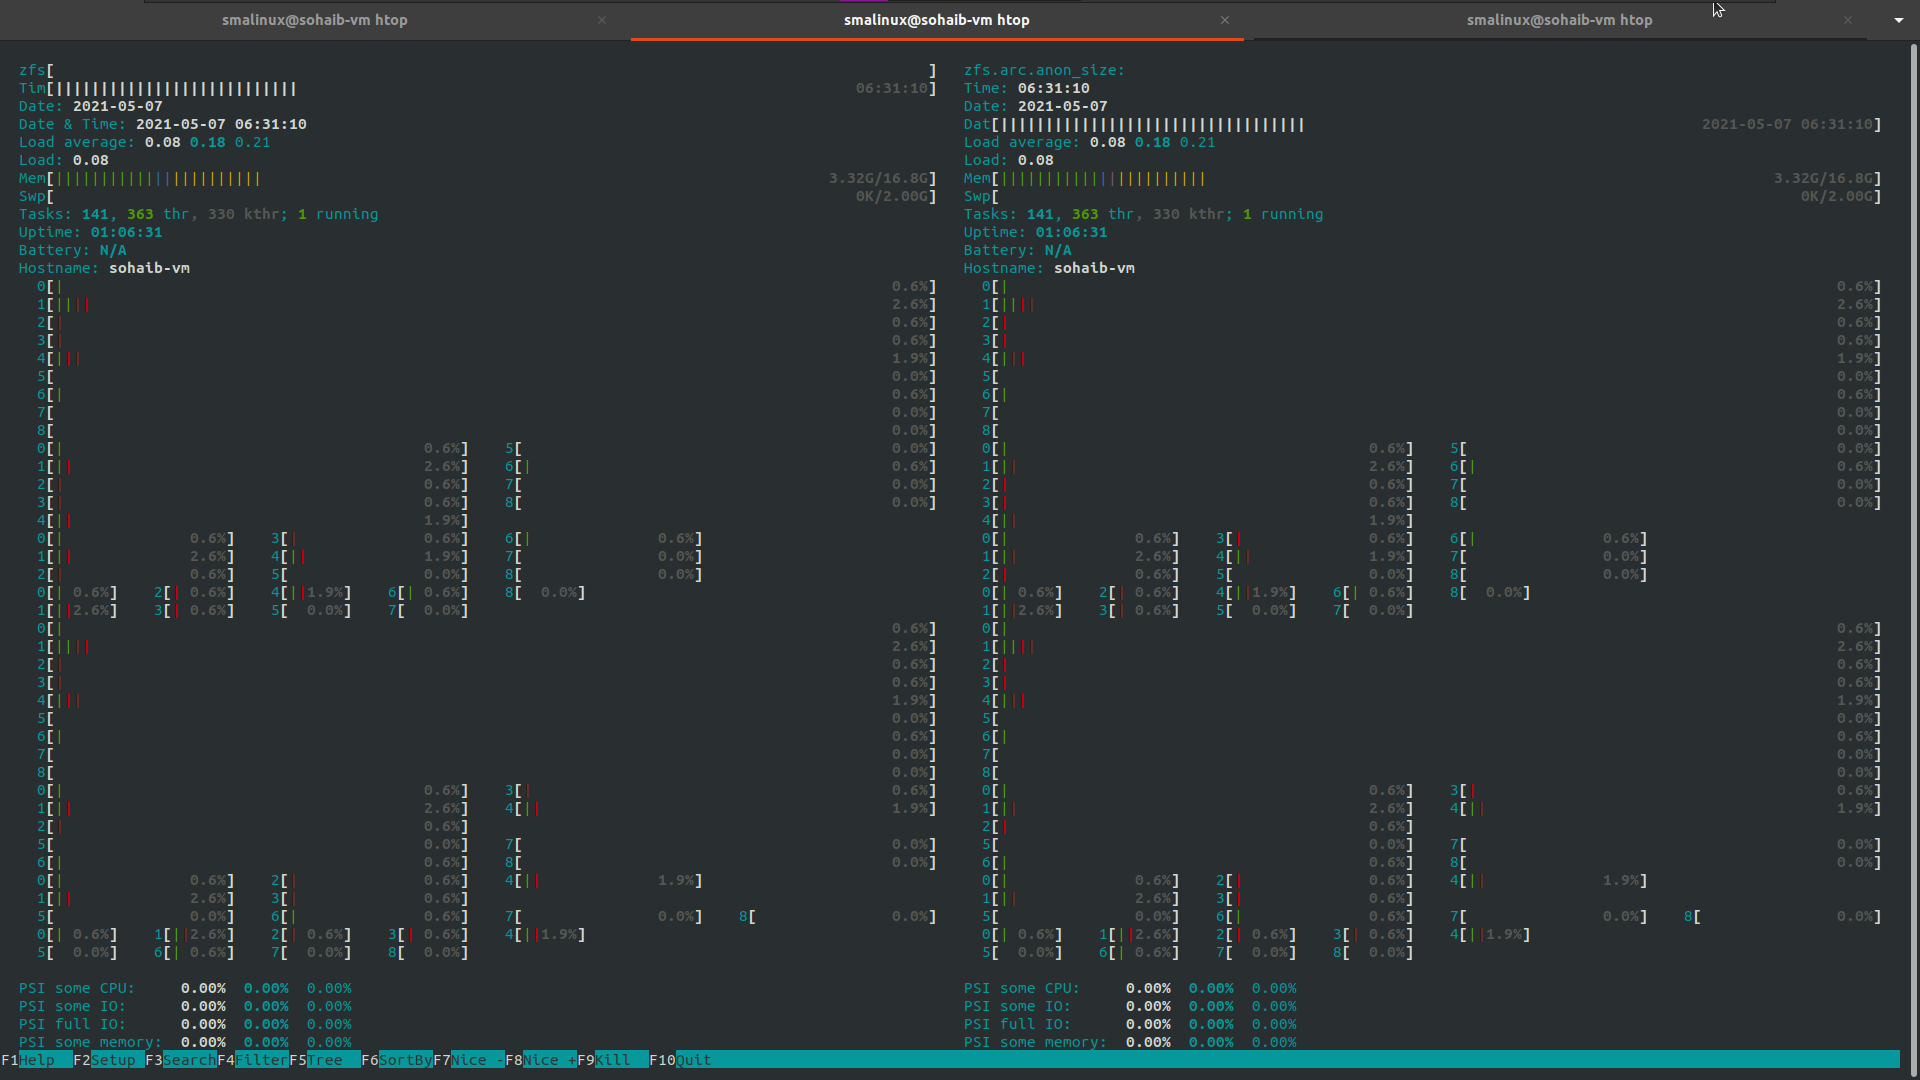 smalinux@sohaib-vm htop × smalinux@sohaib-vm htop × smalinux@sohaib-vm htop ×
zfs[ ] zfs.arc.anon_size:
Tim[||||||||||||||||||||||||||| 06:31:10] Time: 06:31:10
Date: 2021-05-07 Date: 2021-05-07
Date & Time: 2021-05-07 06:31:10 Dat[|||||||||||||||||||||||||||||||||| 2021-05-07 06:31:10]
Load average: 0.08 0.18 0.21 Load average: 0.08 0.18 0.21
Load: 0.08 Load: 0.08
Mem[||||||||||||||||||||||| 3.32G/16.8G] Mem[||||||||||||||||||||||| 3.32G/16.8G]
Swp[ 0K/2.00G] Swp[ 0K/2.00G]
Tasks: 141, 363 thr, 330 kthr; 1 running Tasks: 141, 363 thr, 330 kthr; 1 running
Uptime: 01:06:31 Uptime: 01:06:31
Battery: N/A Battery: N/A
Hostname: sohaib-vm Hostname: sohaib-vm
0[| 0.6%] 0[| 0.6%]
1[|||| 2.6%] 1[|||| 2.6%]
2[| 0.6%] 2[| 0.6%]
3[| 0.6%] 3[| 0.6%]
4[||| 1.9%] 4[||| 1.9%]
5[ 0.0%] 5[ 0.0%]
6[| 0.6%] 6[| 0.6%]
7[ 0.0%] 7[ 0.0%]
8[ 0.0%] 8[ 0.0%]
0[| 0.6%] 5[ 0.0%] 0[| 0.6%] 5[ 0.0%]
1[|| 2.6%] 6[| 0.6%] 1[|| 2.6%] 6[| 0.6%]
2[| 0.6%] 7[ 0.0%] 2[| 0.6%] 7[ 0.0%]
3[| 0.6%] 8[ 0.0%] 3[| 0.6%] 8[ 0.0%]
4[|| 1.9%] 4[|| 1.9%]
0[| 0.6%] 3[| 0.6%] 6[| 0.6%] 0[| 0.6%] 3[| 0.6%] 6[| 0.6%]
1[|| 2.6%] 4[|| 1.9%] 7[ 0.0%] 1[|| 2.6%] 4[|| 1.9%] 7[ 0.0%]
2[| 0.6%] 5[ 0.0%] 8[ 0.0%] 2[| 0.6%] 5[ 0.0%] 8[ 0.0%]
0[| 0.6%] 2[| 0.6%] 4[||1.9%] 6[| 0.6%] 8[ 0.0%] 0[| 0.6%] 2[| 0.6%] 4[||1.9%] 6[| 0.6%] 8[ 0.0%]
1[||2.6%] 3[| 0.6%] 5[ 0.0%] 7[ 0.0%] 1[||2.6%] 3[| 0.6%] 5[ 0.0%] 7[ 0.0%]
0[| 0.6%] 0[| 0.6%]
1[|||| 2.6%] 1[|||| 2.6%]
2[| 0.6%] 2[| 0.6%]
3[| 0.6%] 3[| 0.6%]
4[||| 1.9%] 4[||| 1.9%]
5[ 0.0%] 5[ 0.0%]
6[| 0.6%] 6[| 0.6%]
7[ 0.0%] 7[ 0.0%]
8[ 0.0%] 8[ 0.0%]
0[| 0.6%] 3[| 0.6%] 0[| 0.6%] 3[| 0.6%]
1[|| 2.6%] 4[|| 1.9%] 1[|| 2.6%] 4[|| 1.9%]
2[| 0.6%] 2[| 0.6%]
5[ 0.0%] 7[ 0.0%] 5[ 0.0%] 7[ 0.0%]
6[| 0.6%] 8[ 0.0%] 6[| 0.6%] 8[ 0.0%]
0[| 0.6%] 2[| 0.6%] 4[|| 1.9%] 0[| 0.6%] 2[| 0.6%] 4[|| 1.9%]
1[|| 2.6%] 3[| 0.6%] 1[|| 2.6%] 3[| 0.6%]
5[ 0.0%] 6[| 0.6%] 7[ 0.0%] 8[ 0.0%] 5[ 0.0%] 6[| 0.6%] 7[ 0.0%] 8[ 0.0%]
0[| 0.6%] 1[||2.6%] 2[| 0.6%] 3[| 0.6%] 4[||1.9%] 0[| 0.6%] 1[||2.6%] 2[| 0.6%] 3[| 0.6%] 4[||1.9%]
5[ 0.0%] 6[| 0.6%] 7[ 0.0%] 8[ 0.0%] 5[ 0.0%] 6[| 0.6%] 7[ 0.0%] 8[ 0.0%]
PSI some CPU: 0.00% 0.00% 0.00% PSI some CPU: 0.00% 0.00% 0.00%
PSI some IO: 0.00% 0.00% 0.00% PSI some IO: 0.00% 0.00% 0.00%
PSI full IO: 0.00% 0.00% 0.00% PSI full IO: 0.00% 0.00% 0.00%
PSI some memory: 0.00% 0.00% 0.00% PSI some memory: 0.00% 0.00% 0.00%
F1Help F2Setup F3SearchF4FilterF5Tree F6SortByF7Nice -F8Nice +F9Kill F10Quit